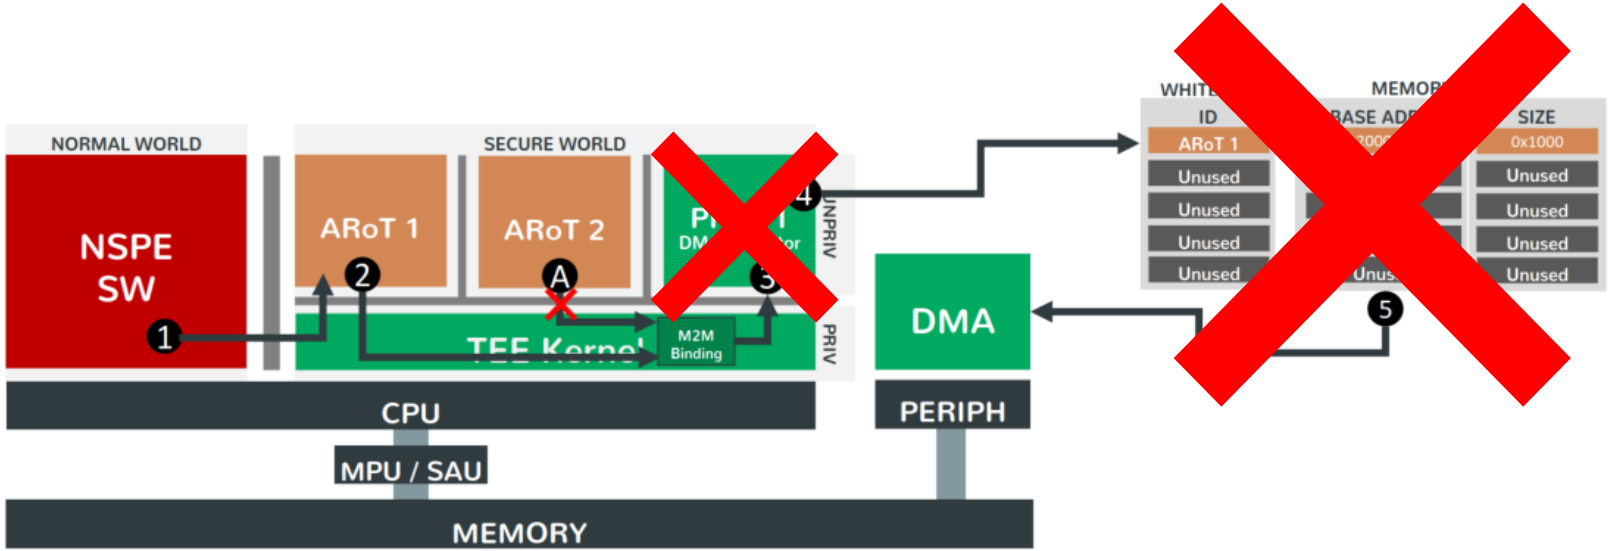 NORMAL WORLD
SECURE WORLD
NSPE
SW
ARoT 1
ARoT 2
1
2
A
3
4
5
UNPRIV
PRIV
TEE Kernel
M2M
Binding
CPU
MPU / SAU
MEMORY
DMA
PERIPH
ID
SIZE
ARoT 1
0x1000
Unused
Unused
Unused
Unused
Unused
Unused
Unused
Unused